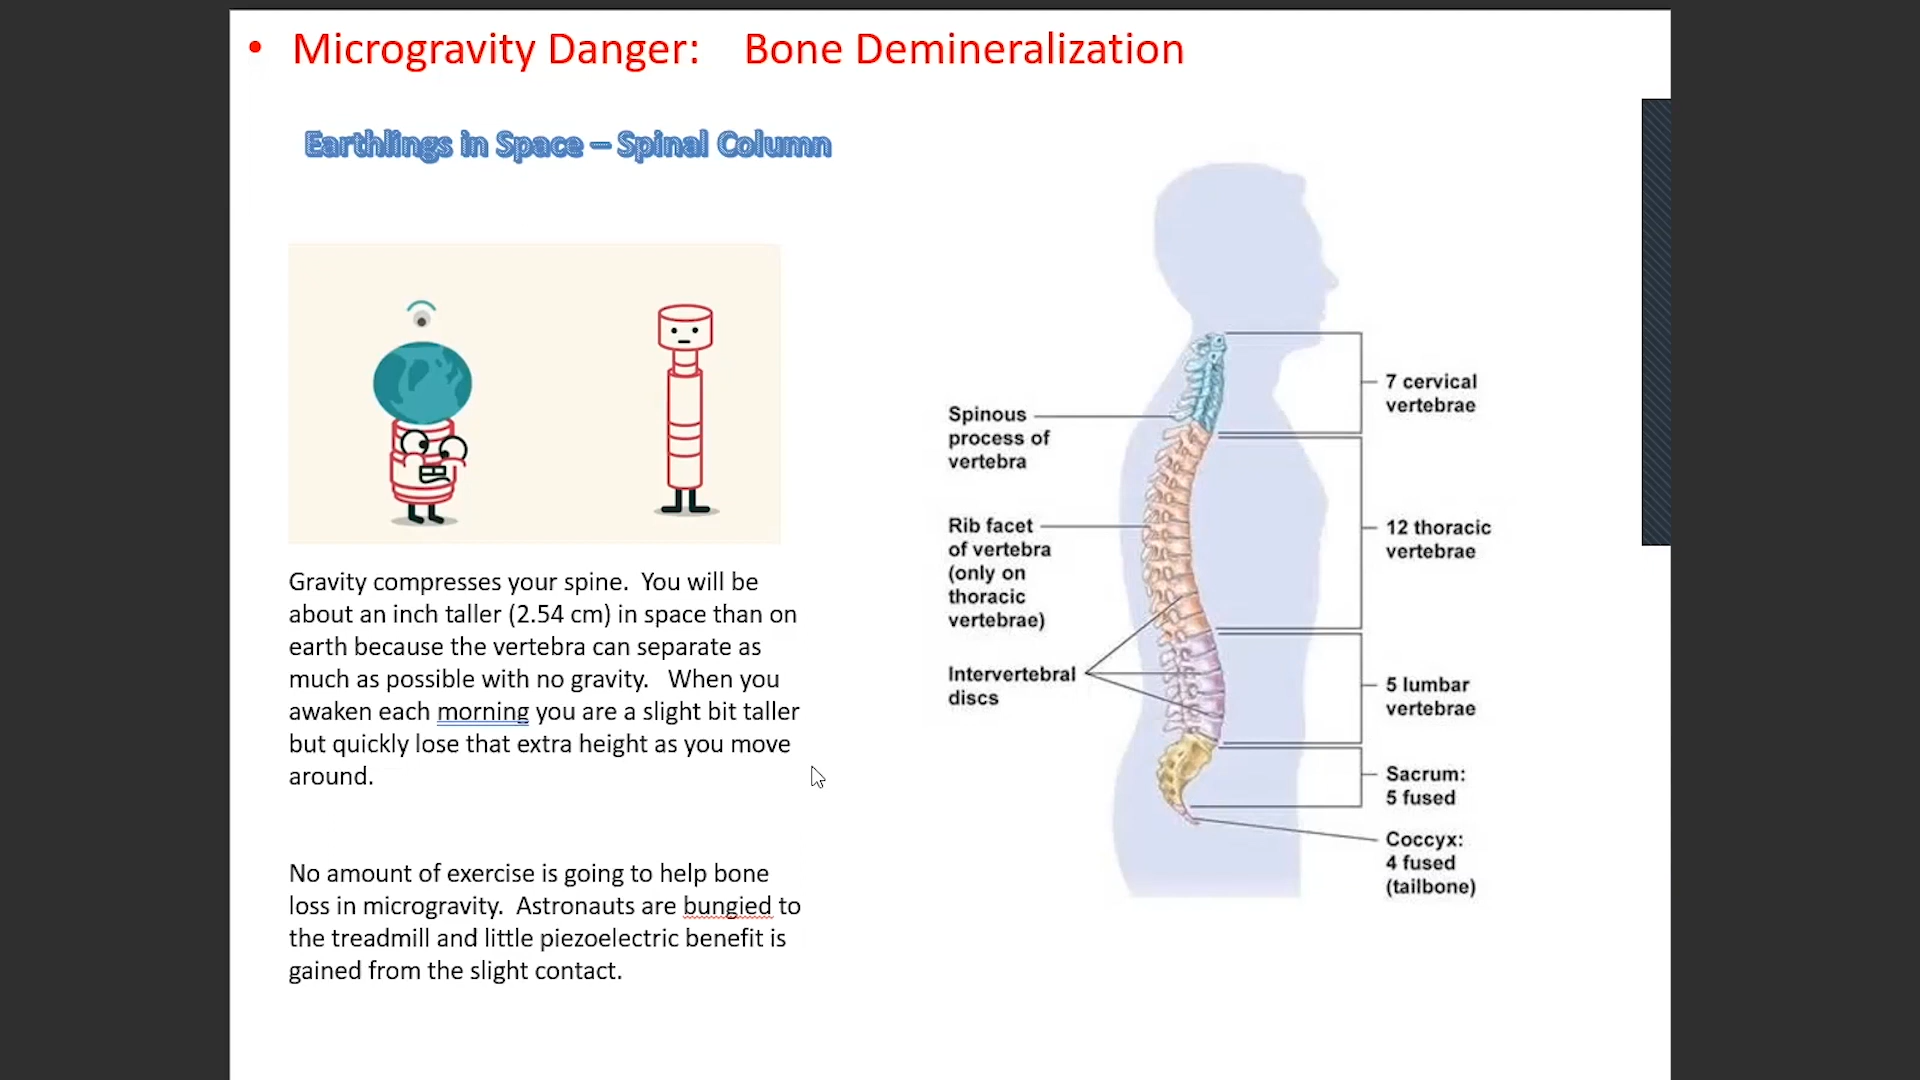 • Microgravity Danger: Bone Demineralization
Earthlings in Space – Spinal Column
Gravity compresses your spine. You will be
about an inch taller (2.54 cm) in space than on
earth because the vertebra can separate as
much as possible with no gravity. When you
awaken each morning you are a slight bit taller
but quickly lose that extra height as you move
around.
No amount of exercise is going to help bone
loss in microgravity. Astronauts are bungied to
the treadmill and little piezoelectric benefit is
gained from the slight contact.
Spinous
process of
vertebra
Rib facet
of vertebra
(only on
thoracic
vertebrae)
Intervertebral
discs
7 cervical
vertebrae
12 thoracic
vertebrae
5 lumbar
vertebrae
Sacrum:
5 fused
Coccyx:
4 fused
(tailbone)